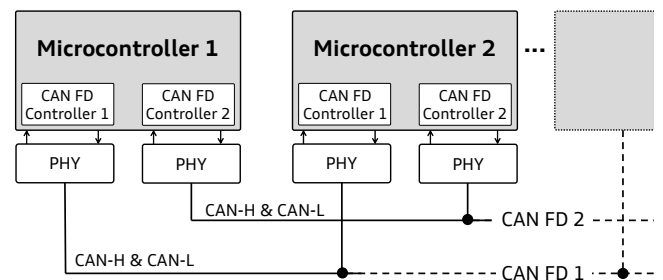 Microcontroller 1
Microcontroller 2
...
CAN FD
Controller 1
CAN FD
Controller 2
CAN FD
Controller 1
CAN FD
Controller 2
PHY
PHY
PHY
PHY
CAN-H & CAN-L
CAN FD 2
CAN-H & CAN-L
CAN FD 1